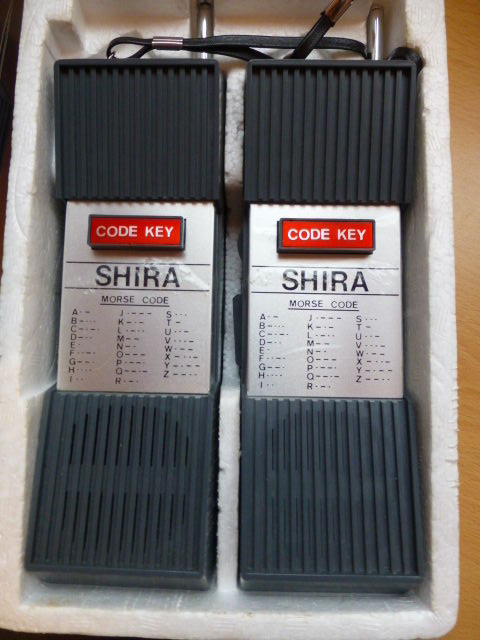 CODE KEY
SHIRA
MORSE CODE
A J S
B K T
C L U
D M V
E N W
F O X
G P Y
H Q Z
I R
CODE KEY
SHIRA
MORSE CODE
A J S
B K T
C L U
D M V
E N W
F O X
G P Y
H Q Z
I R